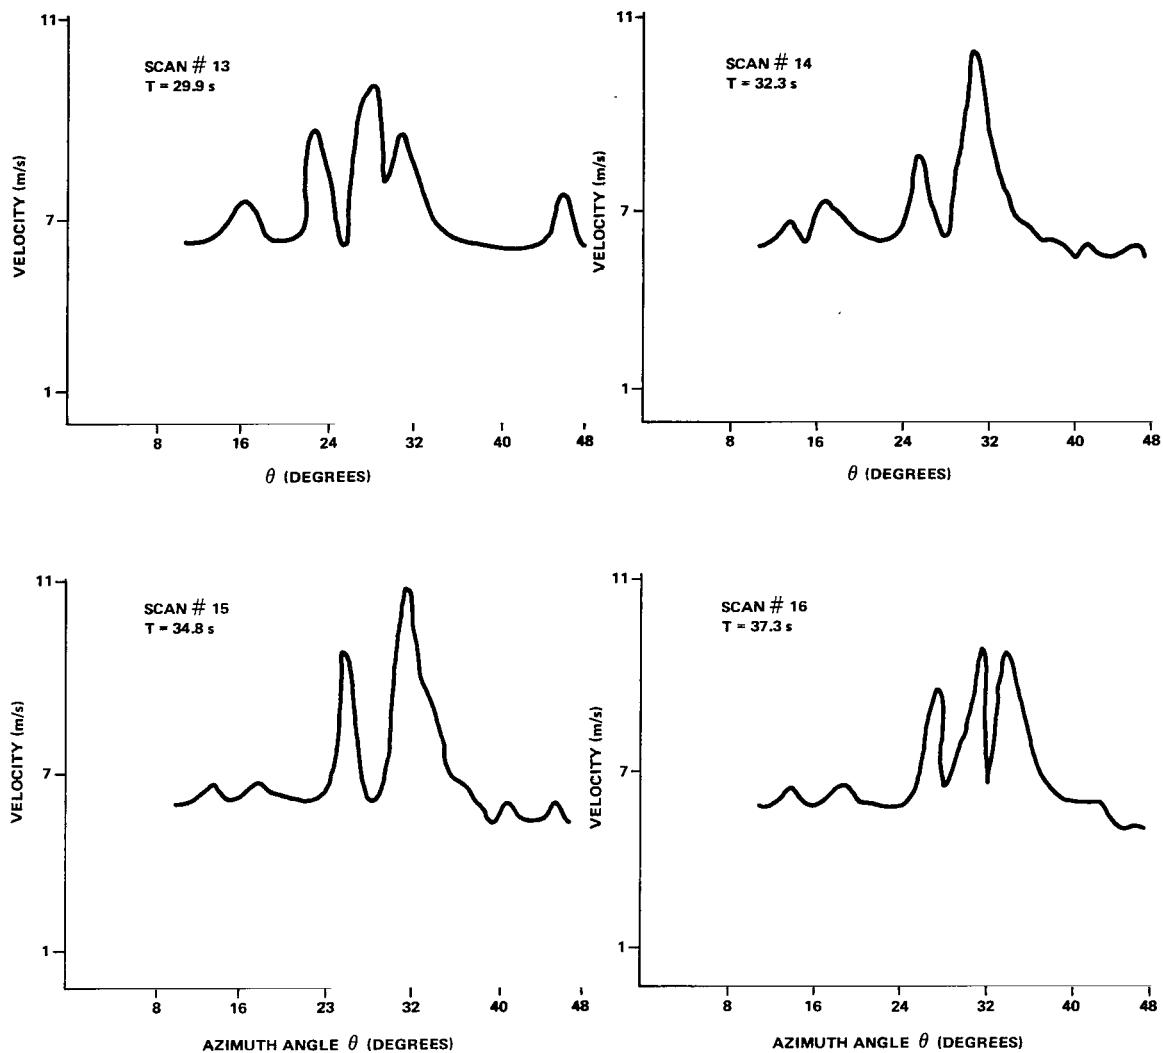 11
SCAN # 13
T = 29.9 s
VELOCITY (m/s)
7
1
8 16 24 32 40 48
θ (DEGREES)
11
SCAN # 14
T = 32.3 s
VELOCITY (m/s)
7
1
8 16 24 32 40 48
θ (DEGREES)
11
SCAN # 15
T = 34.8 s
VELOCITY (m/s)
7
1
8 16 23 32 40 48
AZIMUTH ANGLE θ (DEGREES)
11
SCAN # 16
T = 37.3 s
VELOCITY (m/s)
7
1
8 16 24 32 40 48
AZIMUTH ANGLE θ (DEGREES)